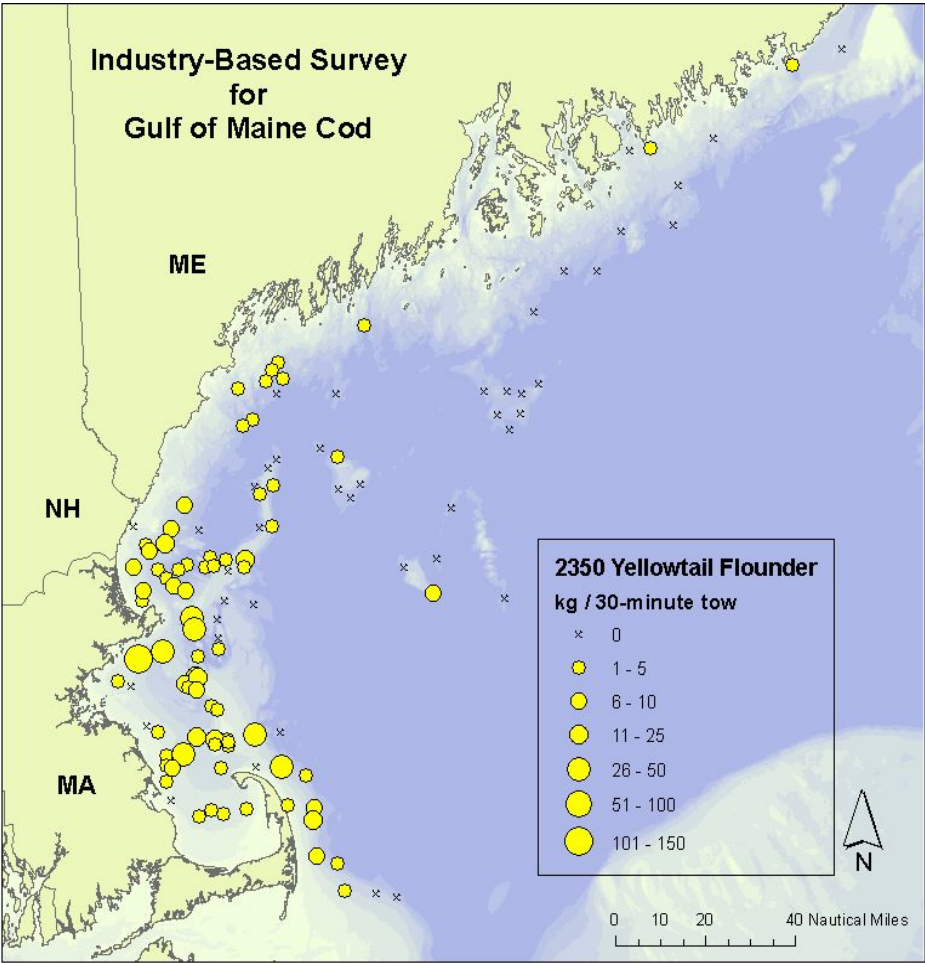 Industry-Based Survey
for
Gulf of Maine Cod
ME
NH
MA
2350 Yellowtail Flounder
kg / 30-minute tow
0
1 - 5
6 - 10
11 - 25
26 - 50
51 - 100
101 - 150
N
0 10 20 40 Nautical Miles